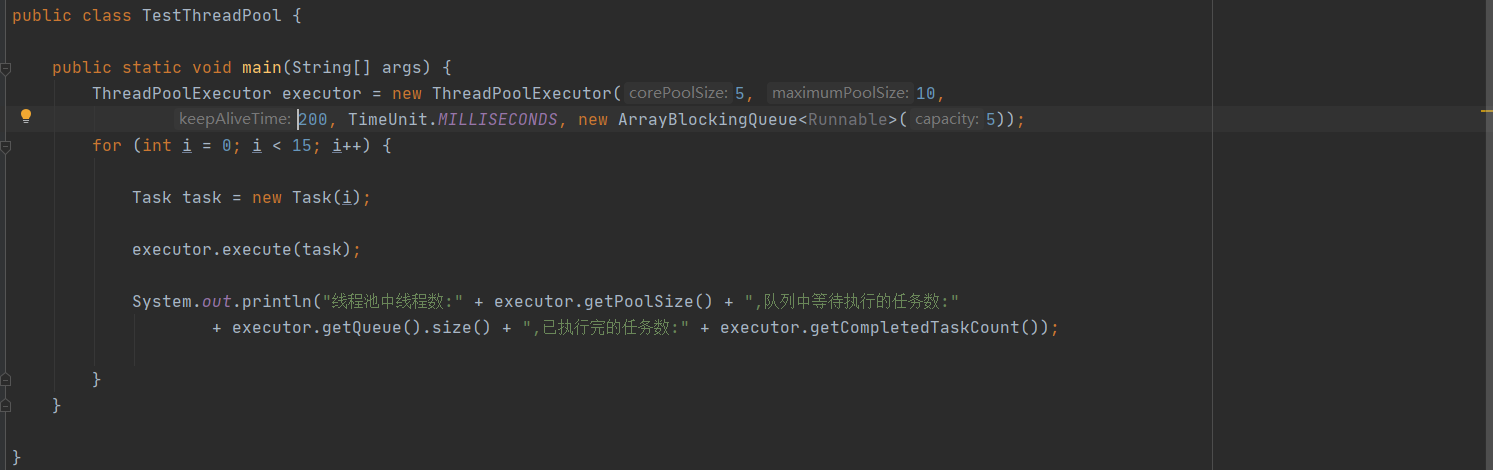 public class TestThreadPool {
public static void main(String[] args) {
ThreadPoolExecutor executor = new ThreadPoolExecutor( corePoolSize: 5, maximumPoolSize: 10,
keepAliveTime: 200, TimeUnit.MILLISECONDS, new ArrayBlockingQueue<Runnable>( capacity: 5));
for (int i = 0; i < 15; i++) {
Task task = new Task(i);
executor.execute(task);
System.out.println("线程池中线程数:" + executor.getPoolSize() + ",队列中等待执行的任务数:"
+ executor.getQueue().size() + ",已执行完的任务数:" + executor.getCompletedTaskCount());
}
}
}